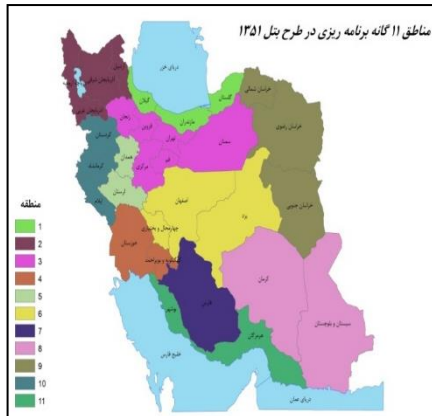 مناطق ۱۱ گانه برنامه ریزی در طرح بتل ۱۳۵۱
دریای خزر
اردبیل
آذربایجان شرقی
گیلان
گلستان
خراسان شمالی
مازندران
زنجان
قزوین
تهران
سمنان
خراسان رضوی
کردستان
همدان
مرکزی
قم
کرمانشاه
لرستان
ایلام
اصفهان
یزد
خراسان جنوبی
چهارمحال و بختیاری
خوزستان
کهگیلویه و بویراحمد
فارس
کرمان
بوشهر
سیستان و بلوچستان
هرمزگان
خلیج فارس
دریای عمان
منطقه
1
2
3
4
5
6
7
8
9
10
11